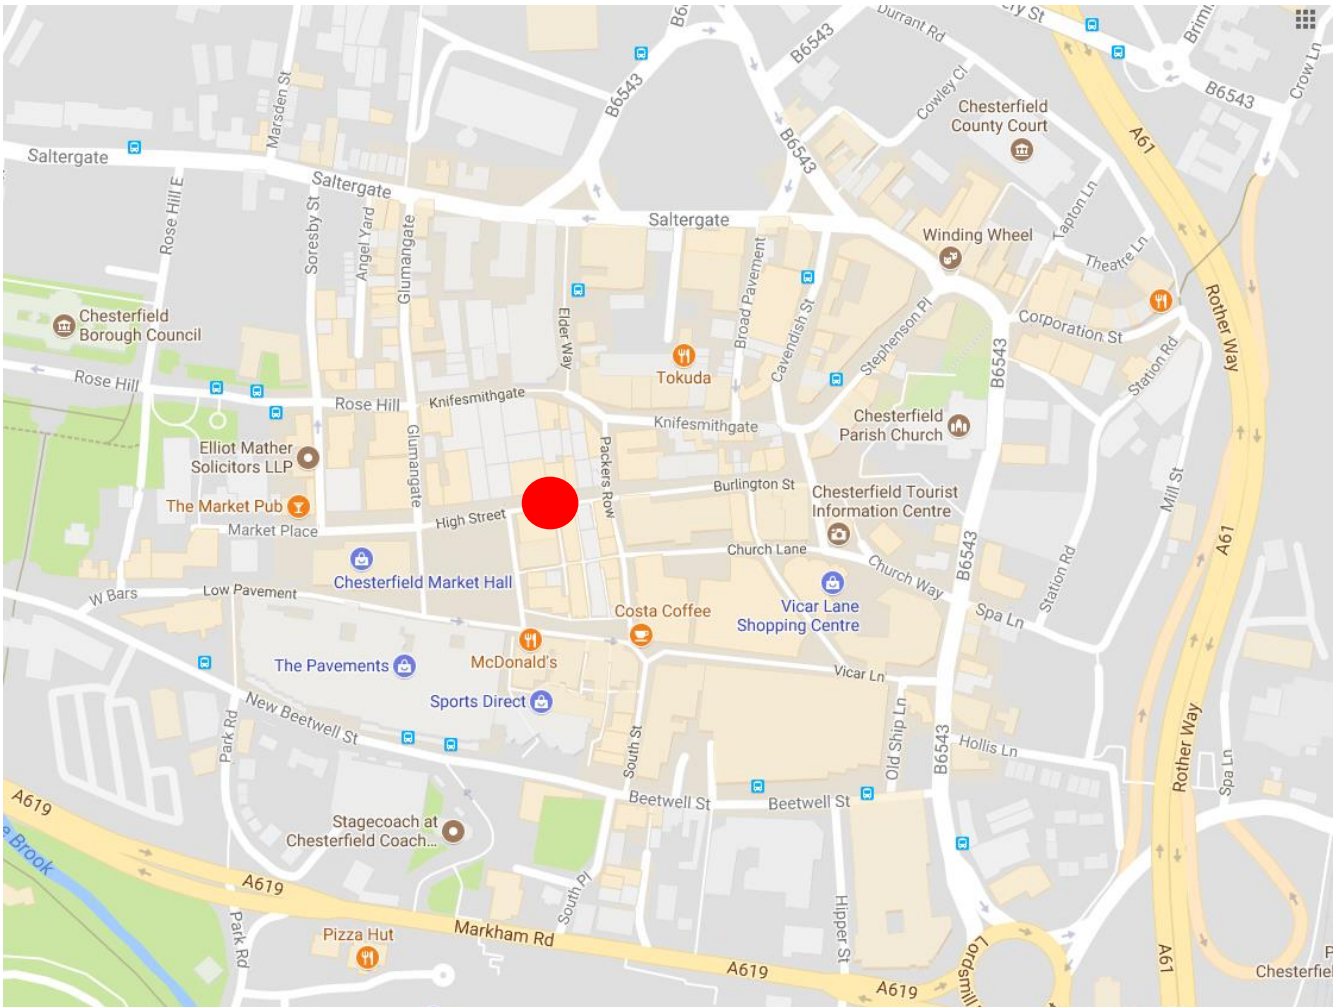 B6543
B6543
Durrant Rd
ery St
Brimi
Crow Ln
B6543
B6543
Cowley Cl
Chesterfield
County Court
B6543
A61
Marsden St
Saltergate
Saltergate
Saltergate
Rose Hill E
Soresby St
Angel Yard
Glumangate
Elder Way
Broad Pavement
Cavendish St
Stephenson Pl
Winding Wheel
Tapton Ln
Theatre Ln
Rother Way
Corporation St
Station Rd
B6543
Chesterfield
Borough Council
Tokuda
Rose Hill
Rose Hill
Knifesmithgate
Knifesmithgate
Chesterfield
Parish Church
Glumangate
Packers Row
Elliot Mather
Solicitors LLP
The Market Pub
Market Place
High Street
Burlington St
Chesterfield Tourist
Information Centre
Mill St
A61
Church Lane
Church Way
B6543
Spa Ln
Station Rd
Chesterfield Market Hall
W Bars
Low Pavement
Costa Coffee
Vicar Lane
Shopping Centre
McDonald's
The Pavements
Sports Direct
Vicar Ln
New Beetwell St
Park Rd
South St
Old Ship Ln
B6543
Hollis Ln
Rother Way
Spa Ln
Beetwell St
Beetwell St
A619
Stagecoach at
Chesterfield Coach...
e Brook
A619
South Pl
Hipper St
Park Rd
Pizza Hut
Markham Rd
A619
A619
Lordsmill
A61
P
Chesterfiel